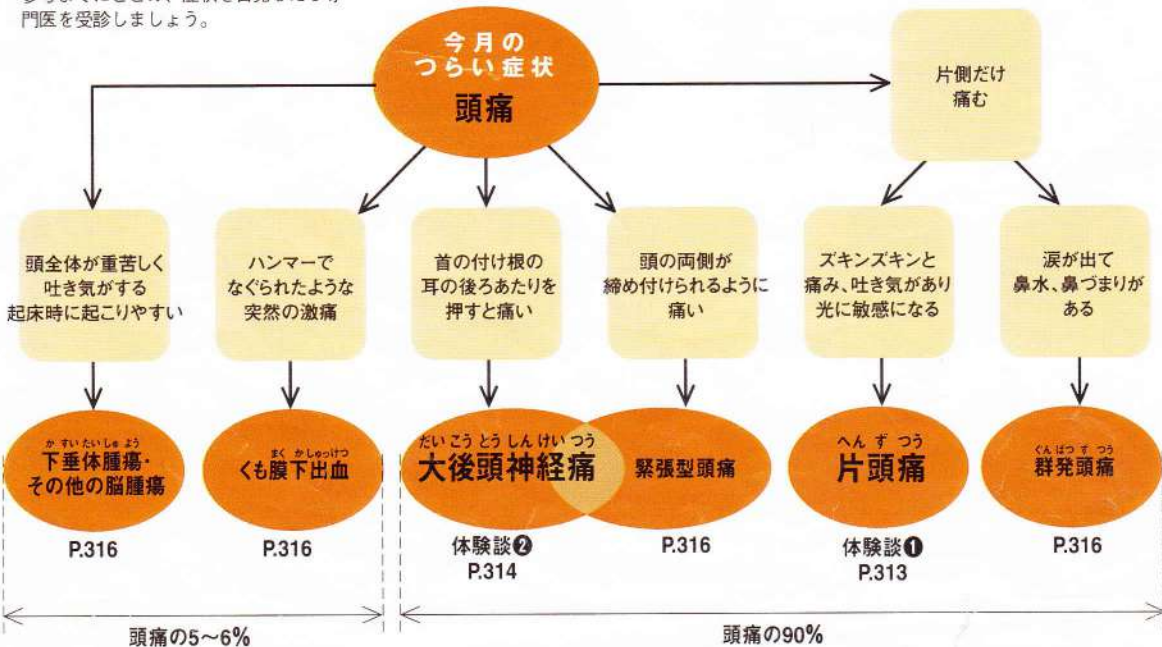 門医を受診しましょう。
今月の
つらい症状
頭痛
片側だけ
痛む
頭全体が重苦しく
吐き気がする
起床時に起こりやすい
ハンマーで
なぐられたような
突然の激痛
首の付け根の
耳の後ろあたりを
押すと痛い
頭の両側が
締め付けられるように
痛い
ズキンズキンと
痛み、吐き気があり
光に敏感になる
涙が出て
鼻水、鼻づまりが
ある
かすいたいしゅよう
下垂体腫瘍・
その他の脳腫瘍
P.316
まくかしゅっけつ
くも膜下出血
P.316
だいこうとうしんけいつう
大後頭神経痛
体験談❷
P.314
緊張型頭痛
P.316
へんずつう
片頭痛
体験談❶
P.313
ぐんぱつずつう
群発頭痛
P.316
頭痛の5〜6%
頭痛の90%